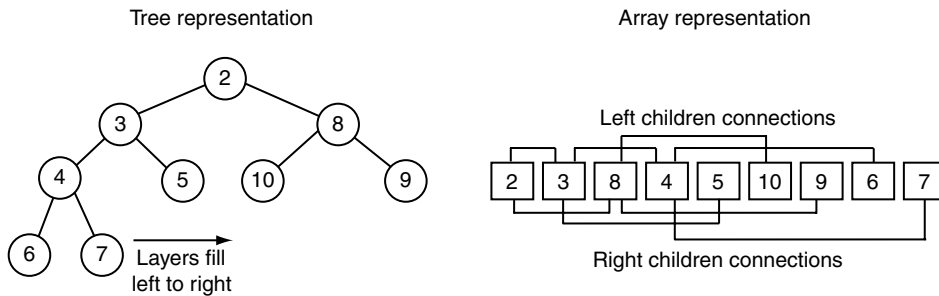 Tree representation
Array representation
2
3
8
4
5
10
9
6
7
Layers fill
left to right
Left children connections
2 3 8 4 5 10 9 6 7
Right children connections